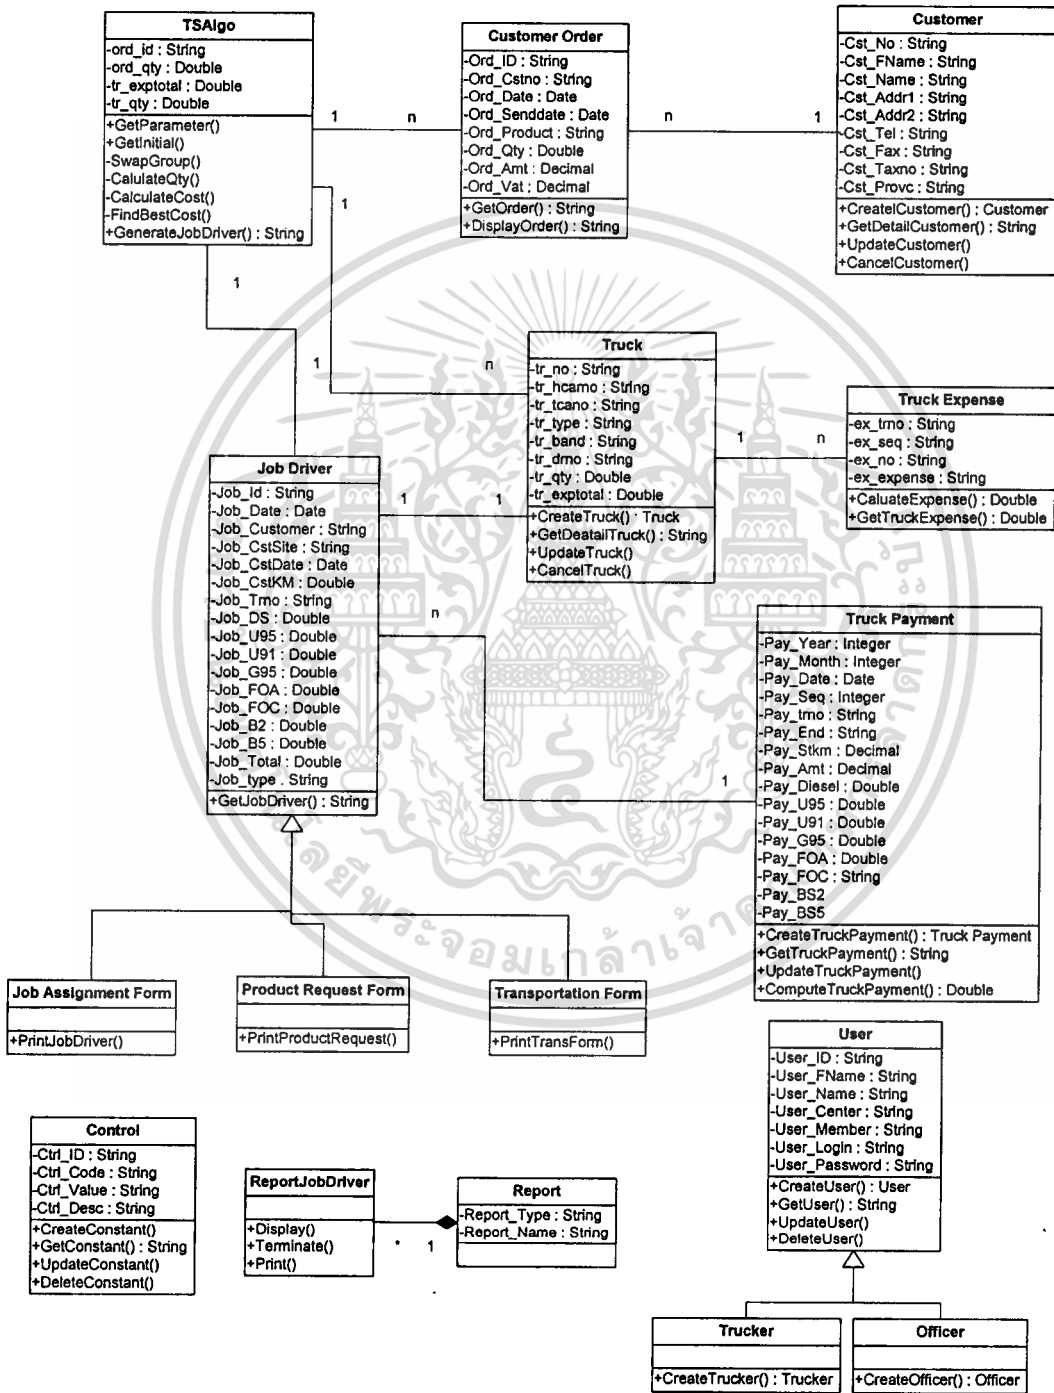 TSAlgo
-ord_id : String
-ord_qty : Double
-tr_exptotal : Double
-tr_qty : Double
+GetParameter()
+GetInitial()
-SwapGroup()
-CalulateQty()
-CalculateCost()
-FindBestCost()
+GenerateJobDriver() : String
1
n
Customer Order
-Ord_ID : String
-Ord_Cstno : String
-Ord_Date : Date
-Ord_Senddate : Date
-Ord_Product : String
-Ord_Qty : Double
-Ord_Amt : Decimal
-Ord_Vat : Decimal
+GetOrder() : String
+DisplayOrder() : String
n
1
Customer
-Cst_No : String
-Cst_FName : String
-Cst_Name : String
-Cst_Addr1 : String
-Cst_Addr2 : String
-Cst_Tel : String
-Cst_Fax : String
-Cst_Taxno : String
-Cst_Provc : String
+CreatelCustomer() : Customer
+GetDetailCustomer() : String
+UpdateCustomer()
+CancelCustomer()
1
1
1
n
Truck
-tr_no : String
-tr_hcarno : String
-tr_tcano : String
-tr_type : String
-tr_band : String
-tr_drno : String
-tr_qty : Double
-tr_exptotal : Double
+CreateTruck() : Truck
+GetDeatailTruck() : String
+UpdateTruck()
+CancelTruck()
1
n
Truck Expense
-ex_trno : String
-ex_seq : String
-ex_no : String
-ex_expense : String
+CaluateExpense() : Double
+GetTruckExpense() : Double
Job Driver
-Job_Id : String
-Job_Date : Date
-Job_Customer : String
-Job_CstSite : String
-Job_CstDate : Date
-Job_CstKM : Double
-Job_Trno : String
-Job_DS : Double
-Job_U95 : Double
-Job_U91 : Double
-Job_G95 : Double
-Job_FOA : Double
-Job_FOC : Double
-Job_B2 : Double
-Job_B5 : Double
-Job_Total : Double
-Job_type : String
+GetJobDriver() : String
1
1
n
1
Truck Payment
-Pay_Year : Integer
-Pay_Month : Integer
-Pay_Date : Date
-Pay_Seq : Integer
-Pay_trno : String
-Pay_End : String
-Pay_Stkm : Decimal
-Pay_Amt : Decimal
-Pay_Diesel : Double
-Pay_U95 : Double
-Pay_U91 : Double
-Pay_G95 : Double
-Pay_FOA : Double
-Pay_FOC : String
-Pay_BS2
-Pay_BS5
+CreateTruckPayment() : Truck Payment
+GetTruckPayment() : String
+UpdateTruckPayment()
+ComputeTruckPayment() : Double
Job Assignment Form
+PrintJobDriver()
Product Request Form
+PrintProductRequest()
Transportation Form
+PrintTransForm()
User
-User_ID : String
-User_FName : String
-User_Name : String
-User_Center : String
-User_Member : String
-User_Login : String
-User_Password : String
+CreateUser() : User
+GetUser() : String
+UpdateUser()
+DeleteUser()
Control
-Ctrl_ID : String
-Ctrl_Code : String
-Ctrl_Value : String
-Ctrl_Desc : String
+CreateConstant()
+GetConstant() : String
+UpdateConstant()
+DeleteConstant()
ReportJobDriver
+Display()
+Terminate()
+Print()
*
1
Report
-Report_Type : String
-Report_Name : String
Trucker
+CreateTrucker() : Trucker
Officer
+CreateOfficer() : Officer